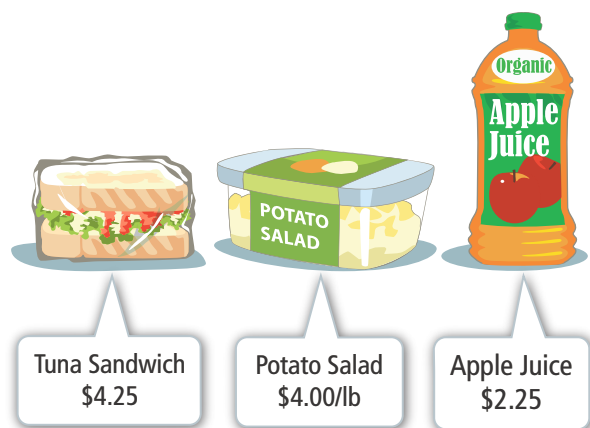 Organic
Apple
Juice
POTATO
SALAD
Tuna Sandwich
$4.25
Potato Salad
$4.00/lb
Apple Juice
$2.25